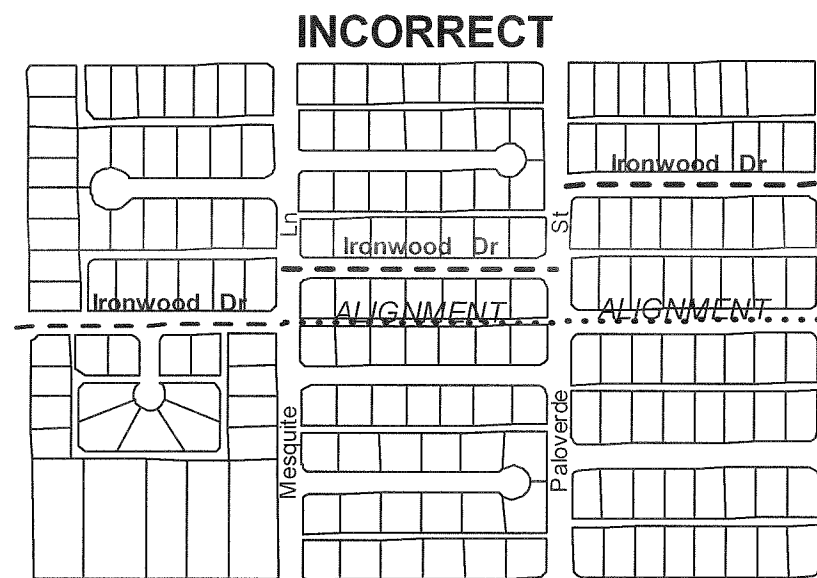 INCORRECT
Ironwood Dr
Ironwood Dr
Ironwood Dr
ALIGNMENT
ALIGNMENT
Mesquite Ln
Paloverde St